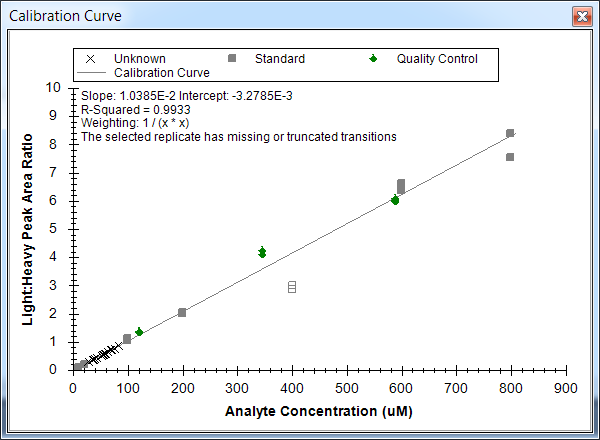 Calibration Curve
Unknown Standard Quality Control
Calibration Curve
Slope: 1.0385E-2 Intercept: -3.2785E-3
R-Squared = 0.9933
Weighting: 1 / (x * x)
The selected replicate has missing or truncated transitions
Light:Heavy Peak Area Ratio
10
9
8
7
6
5
4
3
2
1
0
0 100 200 300 400 500 600 700 800 900
Analyte Concentration (uM)